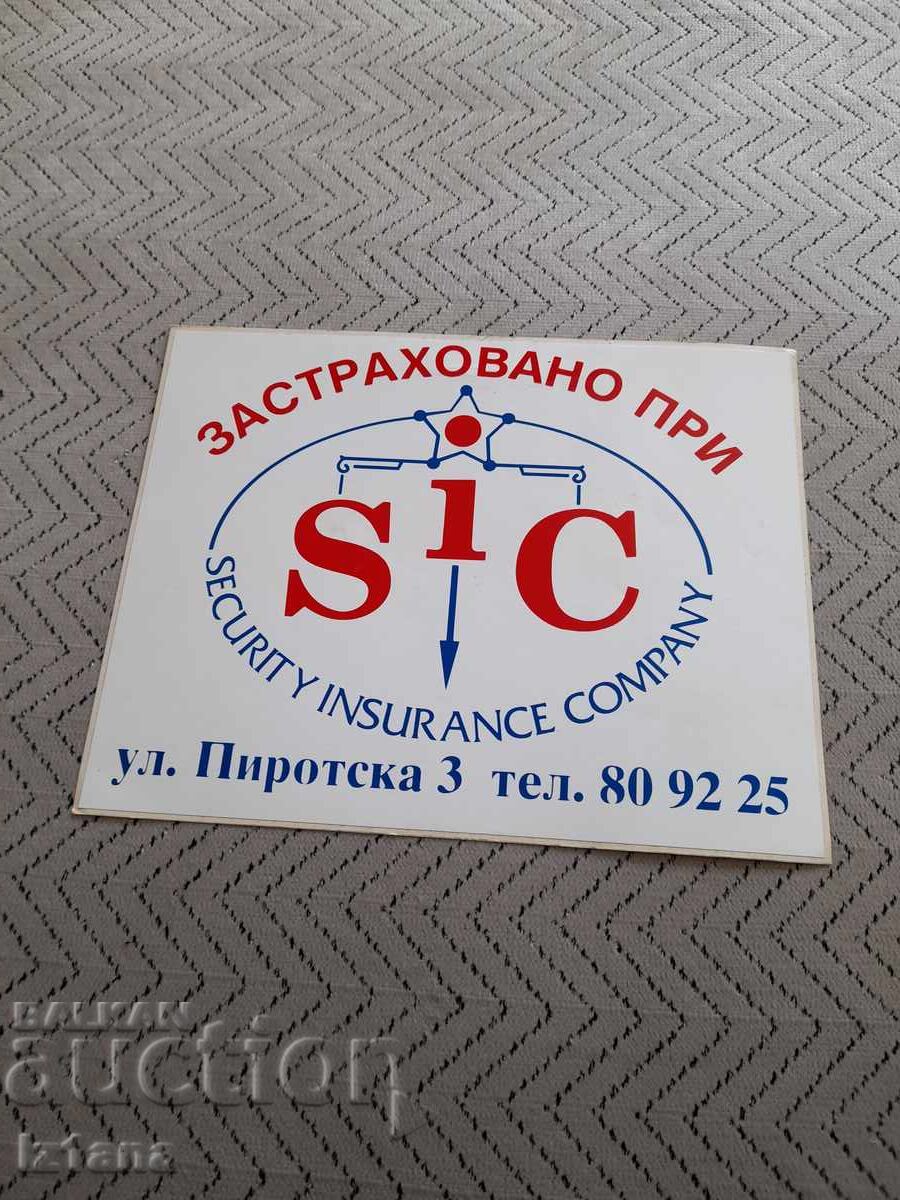 ЗАСТРАХОВАНО ПРИ
SiC
SECURITY INSURANCE COMPANY
ул. Пиротска 3 тел. 80 92 25
BALKAN
auction
Iztana